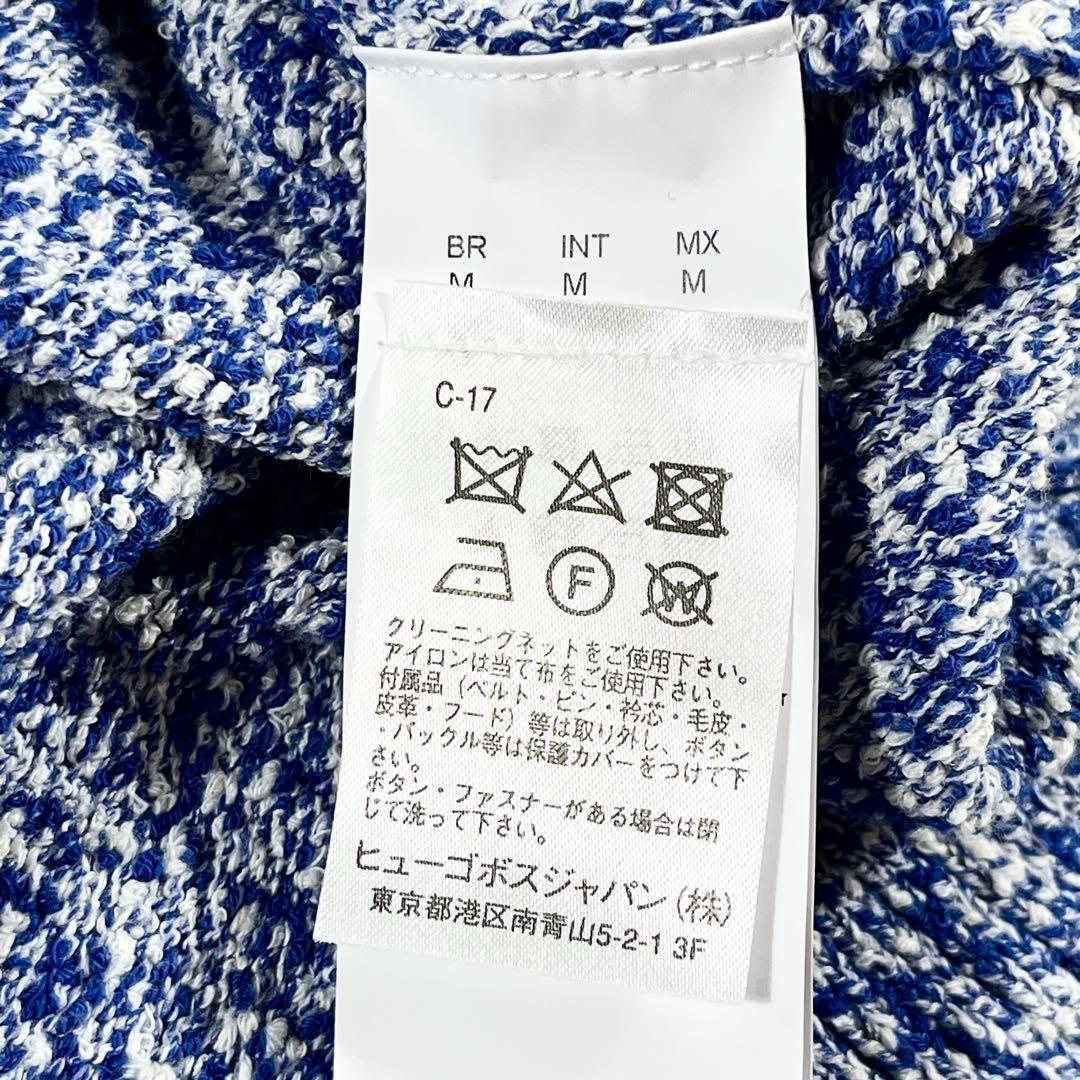 BR INT MX
M M M
C-17
F
W
クリーニングネットをご使用下さい。
アイロンは当て布をご使用下さい。
付属品（ベルト・ピン・衿芯・毛皮・
皮革・フード）等は取り外し、ボタン
・バックル等は保護カバーをつけて下
さい。
ボタン・ファスナーがある場合は閉
じて洗って下さい。
ヒューゴボスジャパン（株）
東京都港区南青山5-2-1 3F